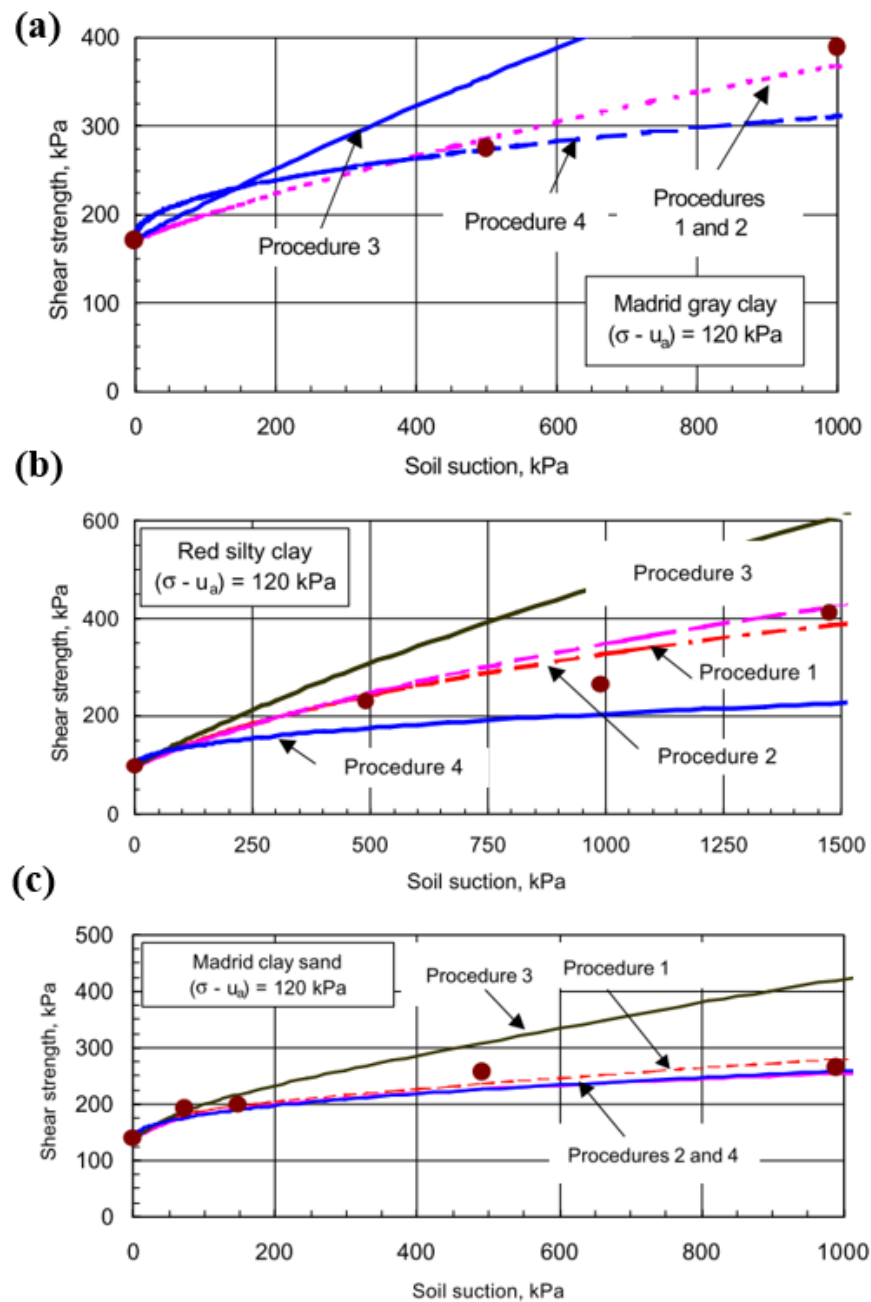 (a)
400
300
200
100
0
Shear strength, kPa
Procedure 3
Procedure 4
Procedures
1 and 2
Madrid gray clay
(σ - uₐ) = 120 kPa
0 200 400 600 800 1000
Soil suction, kPa
(b)
600
400
200
0
Shear strength, kPa
Red silty clay
(σ - uₐ) = 120 kPa
Procedure 3
Procedure 1
Procedure 2
Procedure 4
0 250 500 750 1000 1250 1500
Soil suction, kPa
(c)
500
400
300
200
100
0
Shear strength, kPa
Madrid clay sand
(σ - uₐ) = 120 kPa
Procedure 3
Procedure 1
Procedures 2 and 4
0 200 400 600 800 1000
Soil suction, kPa